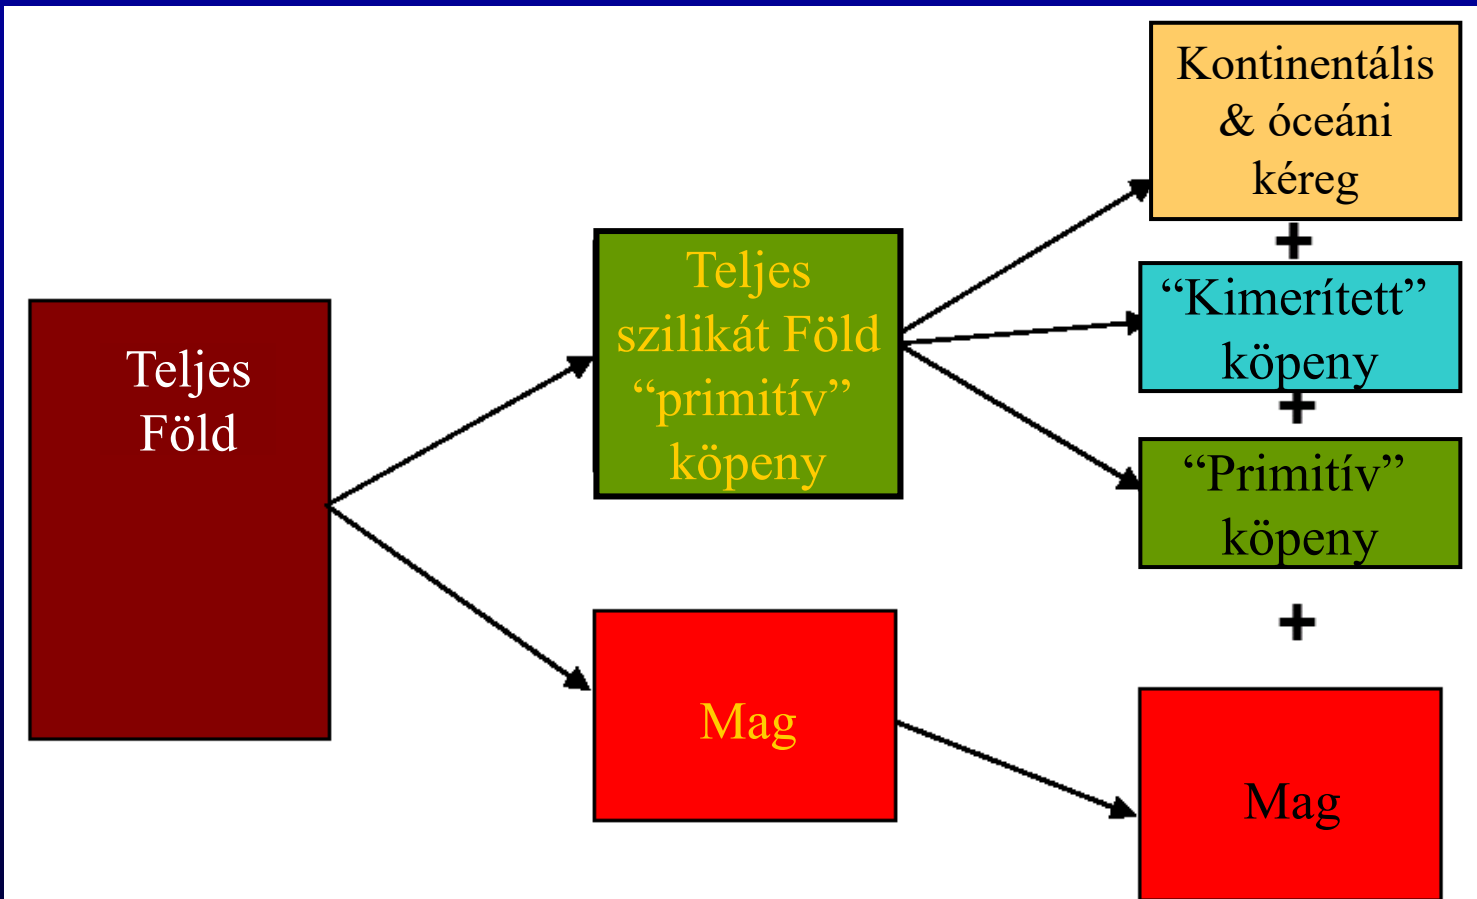 Teljes
Föld
Teljes
szilikát Föld
“primitív”
köpeny
Mag
Kontinentális
& óceáni
kéreg
+
“Kimerített”
köpeny
+
“Primitív”
köpeny
+
Mag